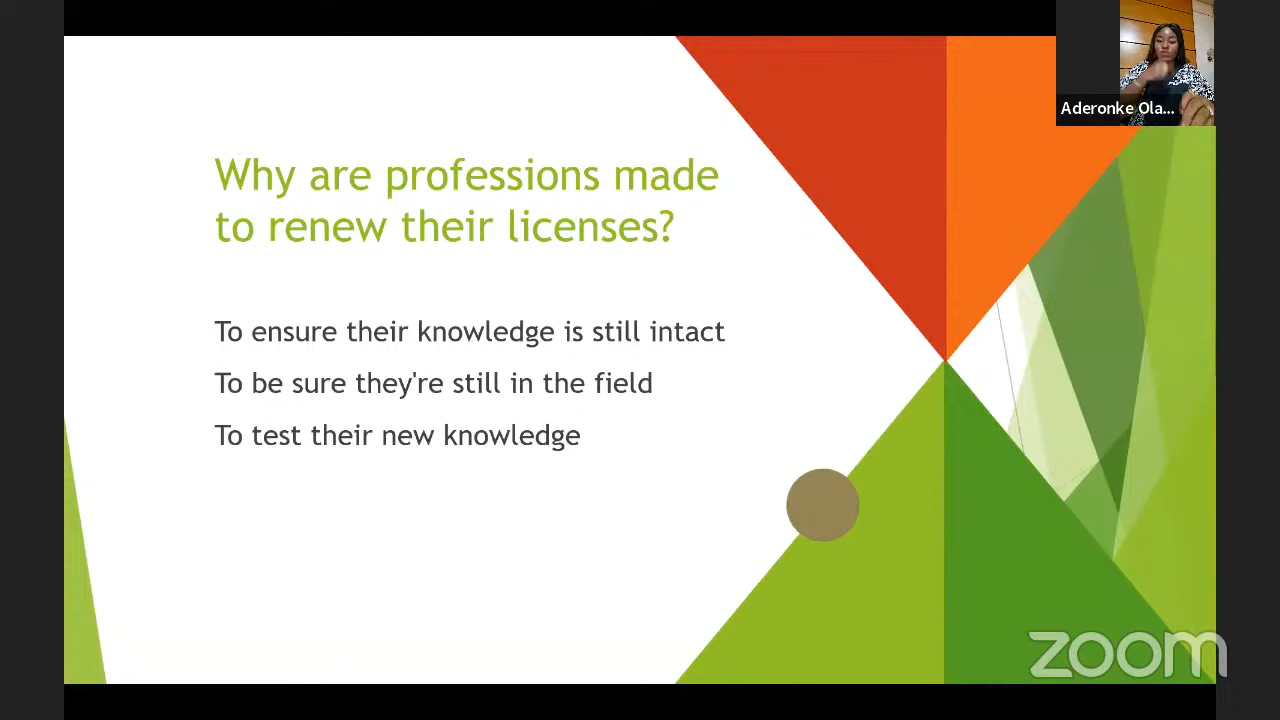 Aderonke Ola...
Why are professions made
to renew their licenses?
To ensure their knowledge is still intact
To be sure they're still in the field
To test their new knowledge
zoom